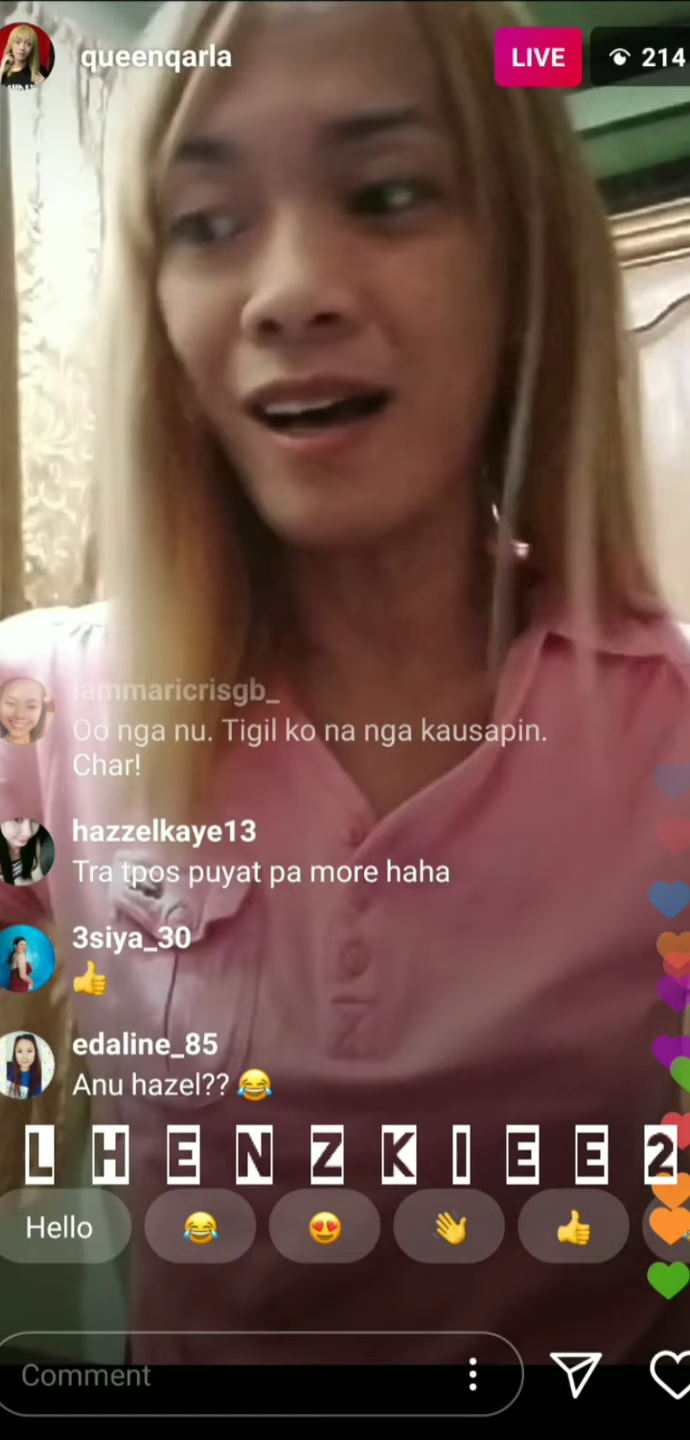 queenqarla
LIVE
214
iammaricrisgb_
Oo nga nu. Tigil ko na nga kausapin.
Char!
hazzelkaye13
Tra tpos puyat pa more haha
3siya_30
👍
edaline_85
Anu hazel?? 😂
LHENZKIEE2
Hello 😂 😍 👋 👍
Comment